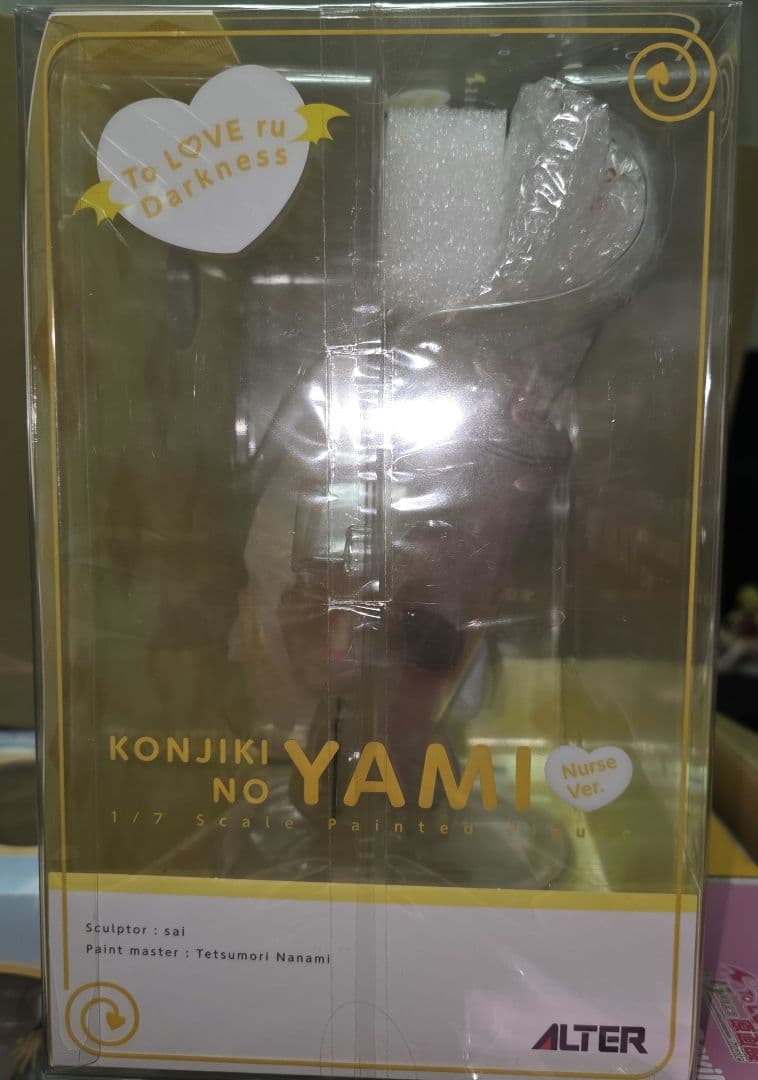 To LOVE ru
Darkness
KONJIKI
NO YAMI
Nurse
Ver.
1/7 Scale Painted Figure
Sculptor : sai
Paint master : Tetsumori Nanami
ALTER